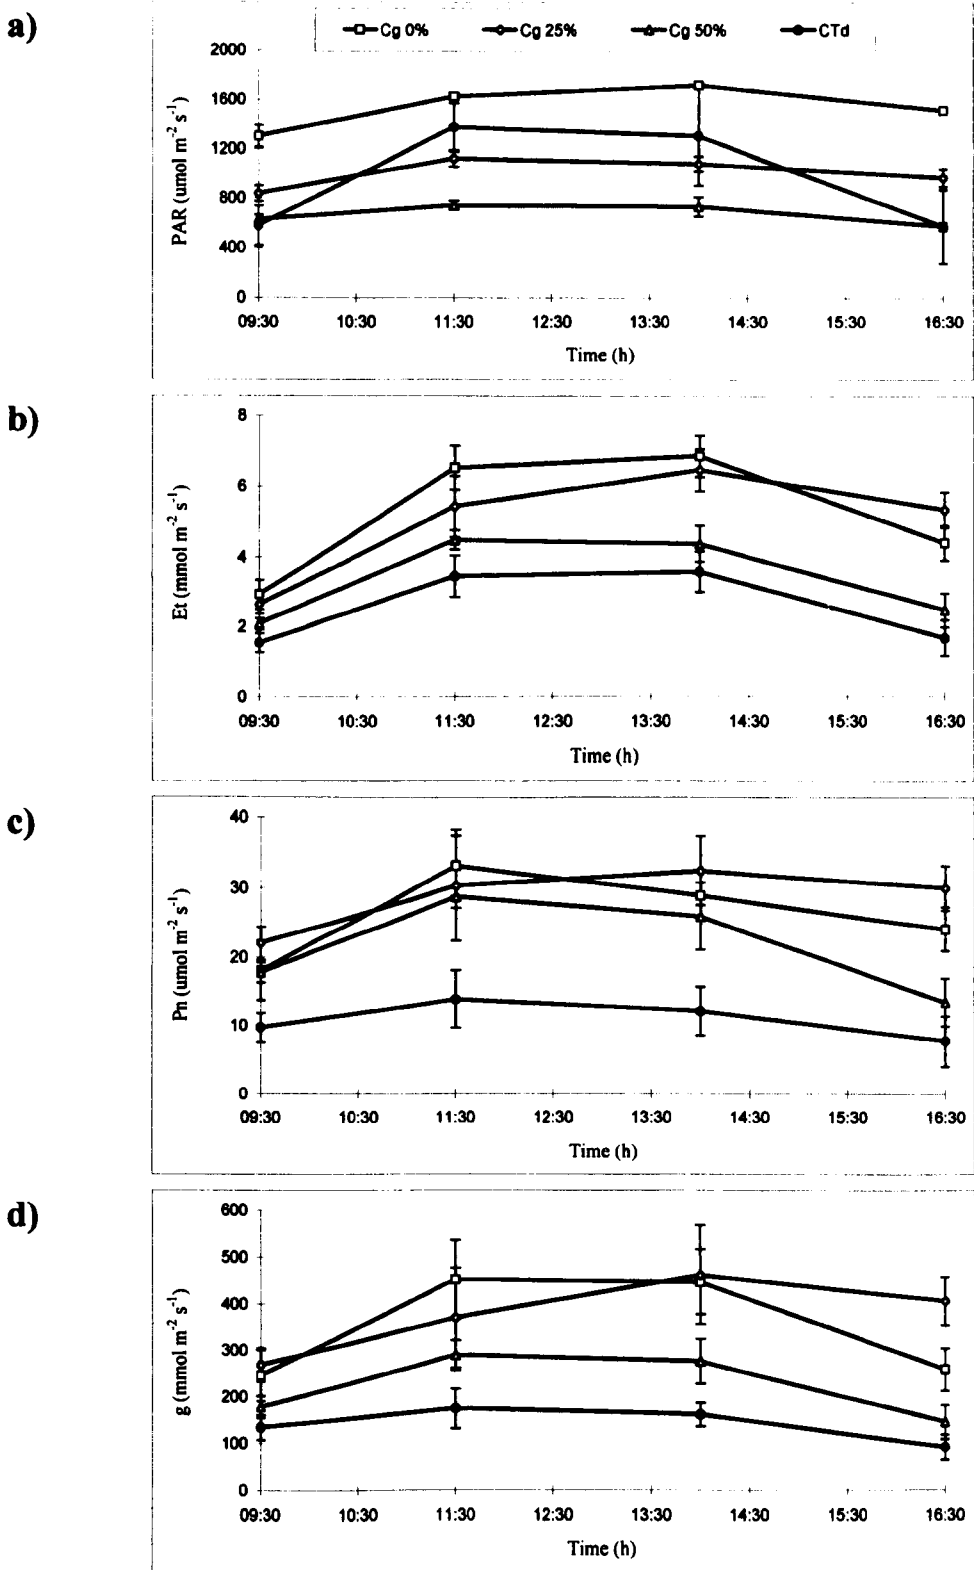 a)
Cg 0% Cg 25% Cg 50% CTd
PAR (umol m⁻² s⁻¹)
2000
1600
1200
800
400
0
09:30 10:30 11:30 12:30 13:30 14:30 15:30 16:30
Time (h)
b)
Et (mmol m⁻² s⁻¹)
8
6
4
2
0
09:30 10:30 11:30 12:30 13:30 14:30 15:30 16:30
Time (h)
c)
Pn (umol m⁻² s⁻¹)
40
30
20
10
0
09:30 10:30 11:30 12:30 13:30 14:30 15:30 16:30
Time (h)
d)
g (mmol m⁻² s⁻¹)
600
500
400
300
200
100
0
09:30 10:30 11:30 12:30 13:30 14:30 15:30 16:30
Time (h)